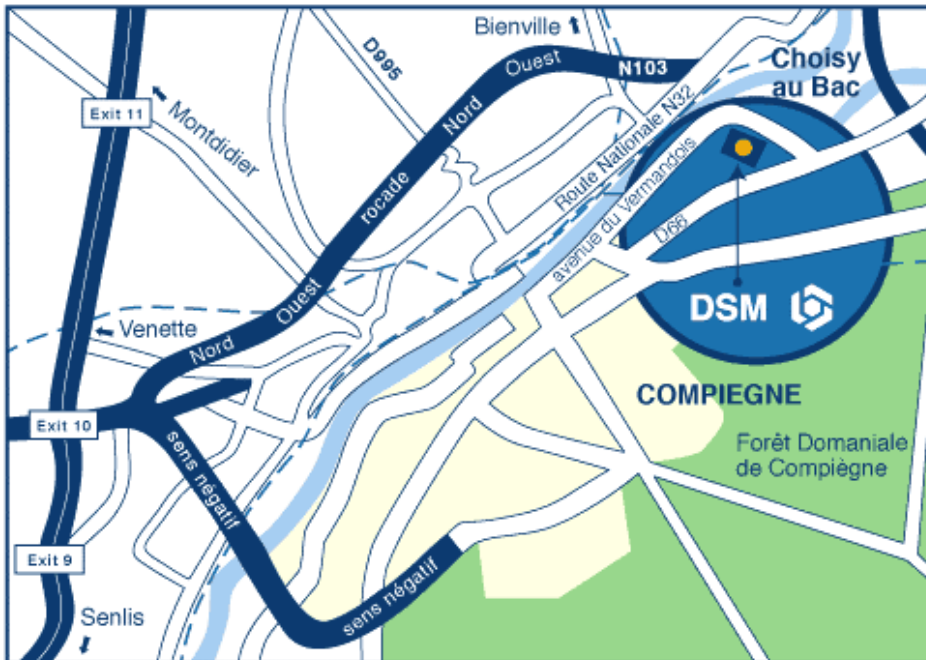 Bienville
D995
Ouest
N103
Choisy
au Bac
Exit 11
Montdidier
Nord
Route Nationale N32
rocade
avenue du Vermandois
D66
Ouest
DSM
Venette
Nord
COMPIEGNE
Exit 10
sens négatif
Forêt Domaniale
de Compiègne
Exit 9
sens négatif
Senlis